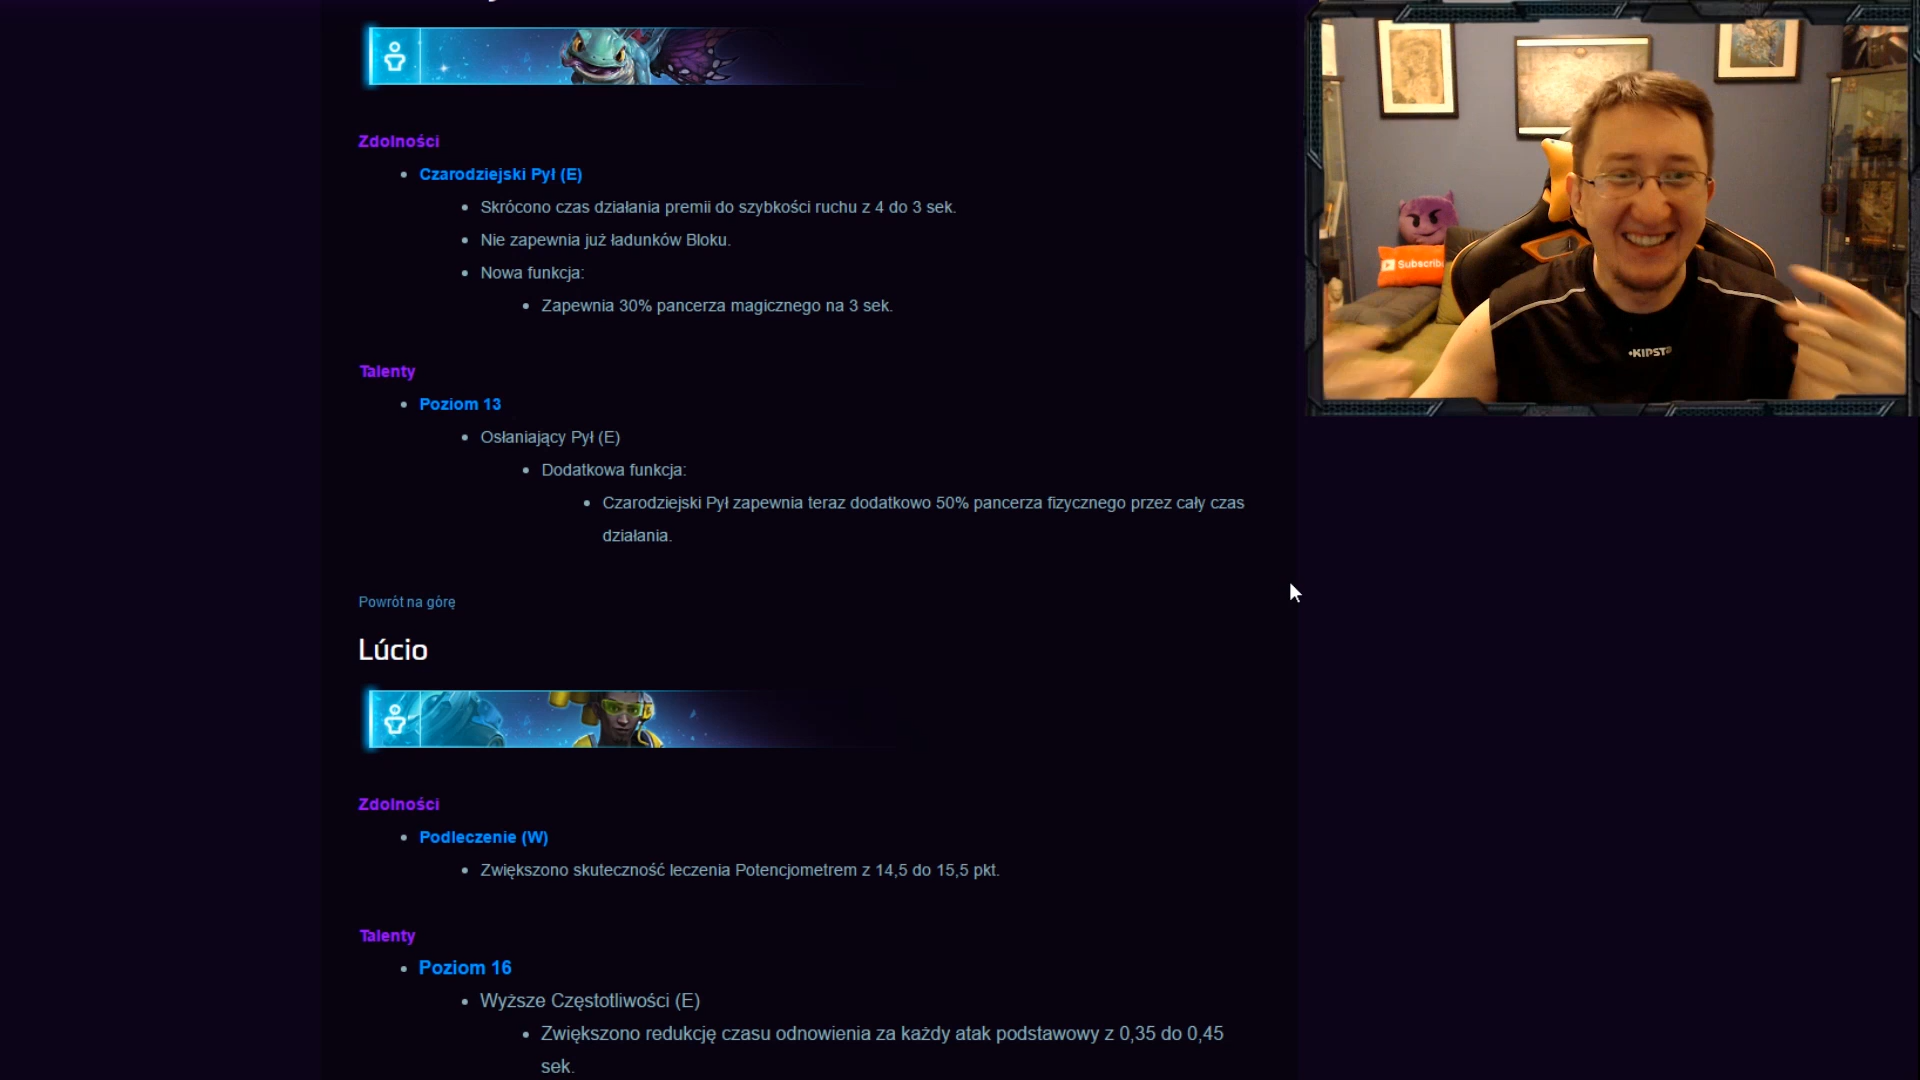 Zdolności
Czarodziejski Pył (E)
Skrócono czas działania premii do szybkości ruchu z 4 do 3 sek.
Nie zapewnia już ładunków Bloku.
Nowa funkcja:
Zapewnia 30% pancerza magicznego na 3 sek.
Talenty
Poziom 13
Osłaniający Pył (E)
Dodatkowa funkcja:
Czarodziejski Pył zapewnia teraz dodatkowo 50% pancerza fizycznego przez cały czas
działania.
Powrót na górę
Lúcio
Zdolności
Podleczenie (W)
Zwiększono skuteczność leczenia Potencjometrem z 14,5 do 15,5 pkt.
Talenty
Poziom 16
Wyższe Częstotliwości (E)
Zwiększono redukcję czasu odnowienia za każdy atak podstawowy z 0,35 do 0,45
sek.
KIPSTA